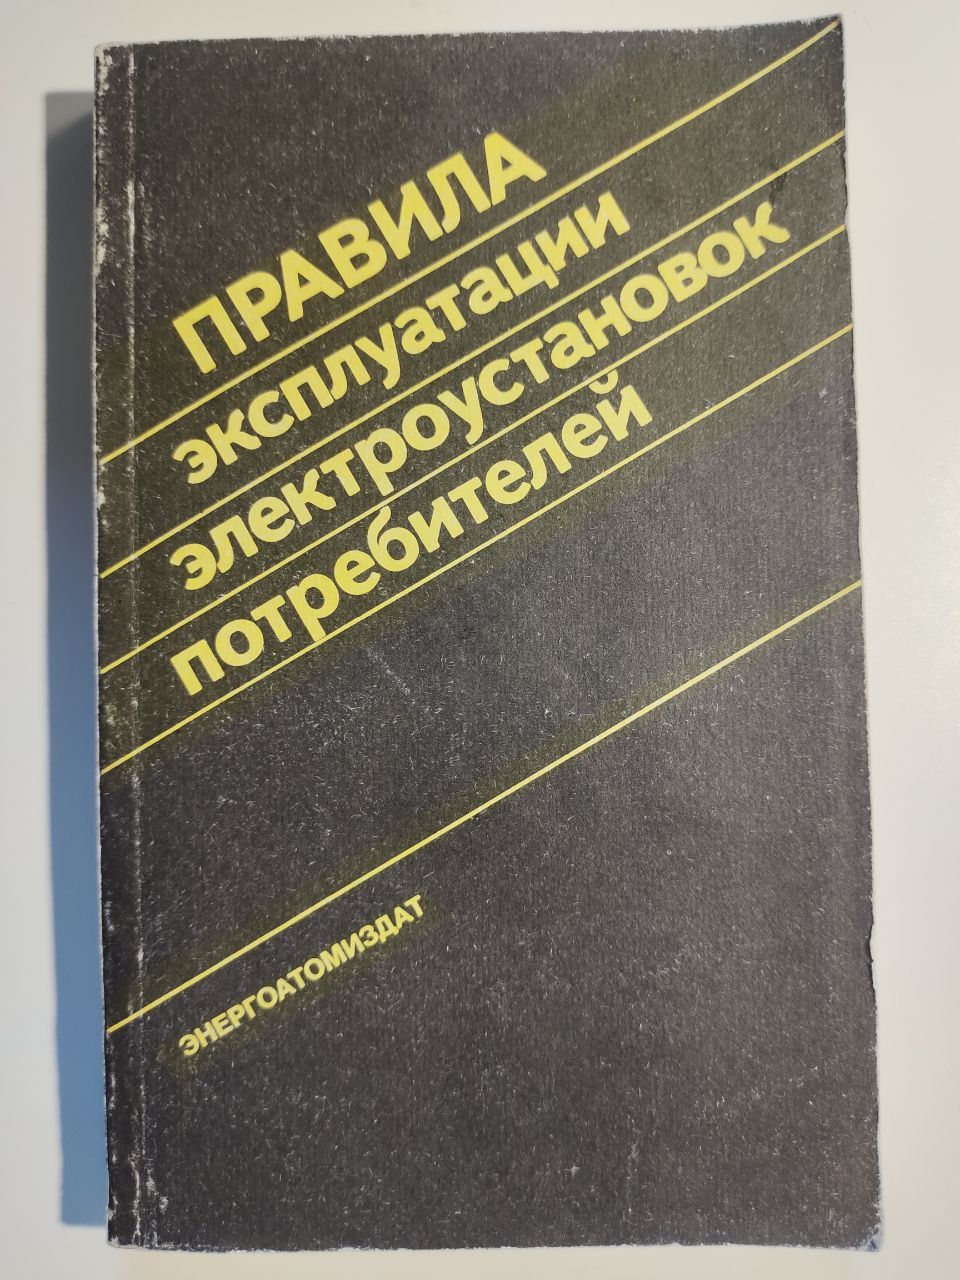 ПРАВИЛА
эксплуатации
электроустановок
потребителей
ЭНЕРГОАТОМИЗДАТ